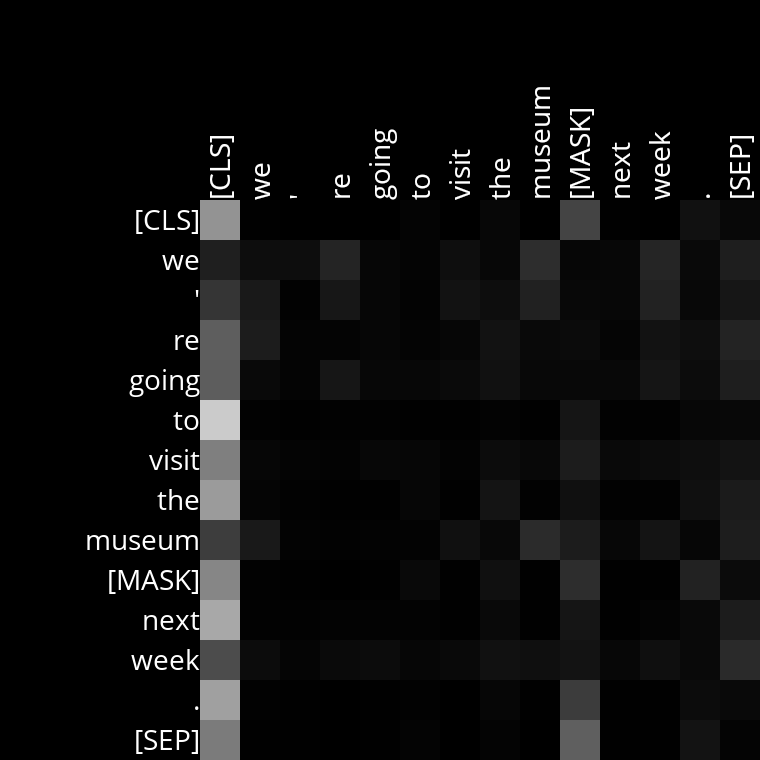 [CLS] we ' re going to visit the museum [MASK] next week . [SEP]
[CLS]
we
'
re
going
to
visit
the
museum
[MASK]
next
week
.
[SEP]